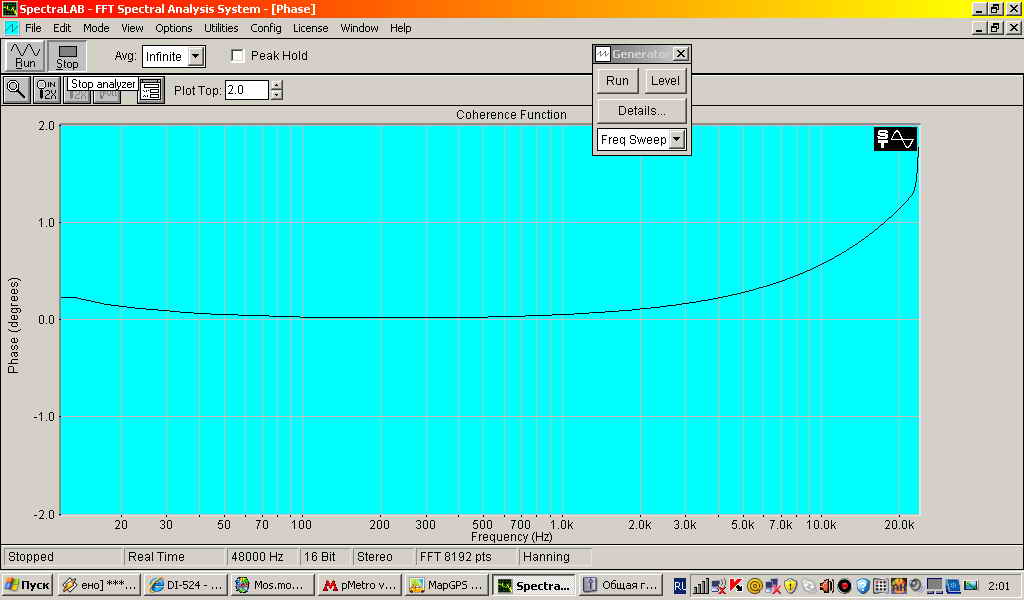 SpectraLAB - FFT Spectral Analysis System - [Phase]
File Edit Mode View Options Utilities Config License Window Help
Run Stop Avg: Infinite Peak Hold
Generator
Run Level
Details...
Freq Sweep
IN 2X Stop analyzer Plot Top: 2.0
Coherence Function
S T
2.0
1.0
0.0
-1.0
-2.0
Phase (degrees)
20 30 50 70 100 200 300 500 700 1.0k 2.0k 3.0k 5.0k 7.0k 10.0k 20.0k
Frequency (Hz)
Stopped Real Time 48000 Hz 16 Bit Stereo FFT 8192 pts Hanning
Пуск ено] ***... DI-524 - ... Mos.mo... pMetro v... MapGPS ... Spectra... Общая г... RL 2:01